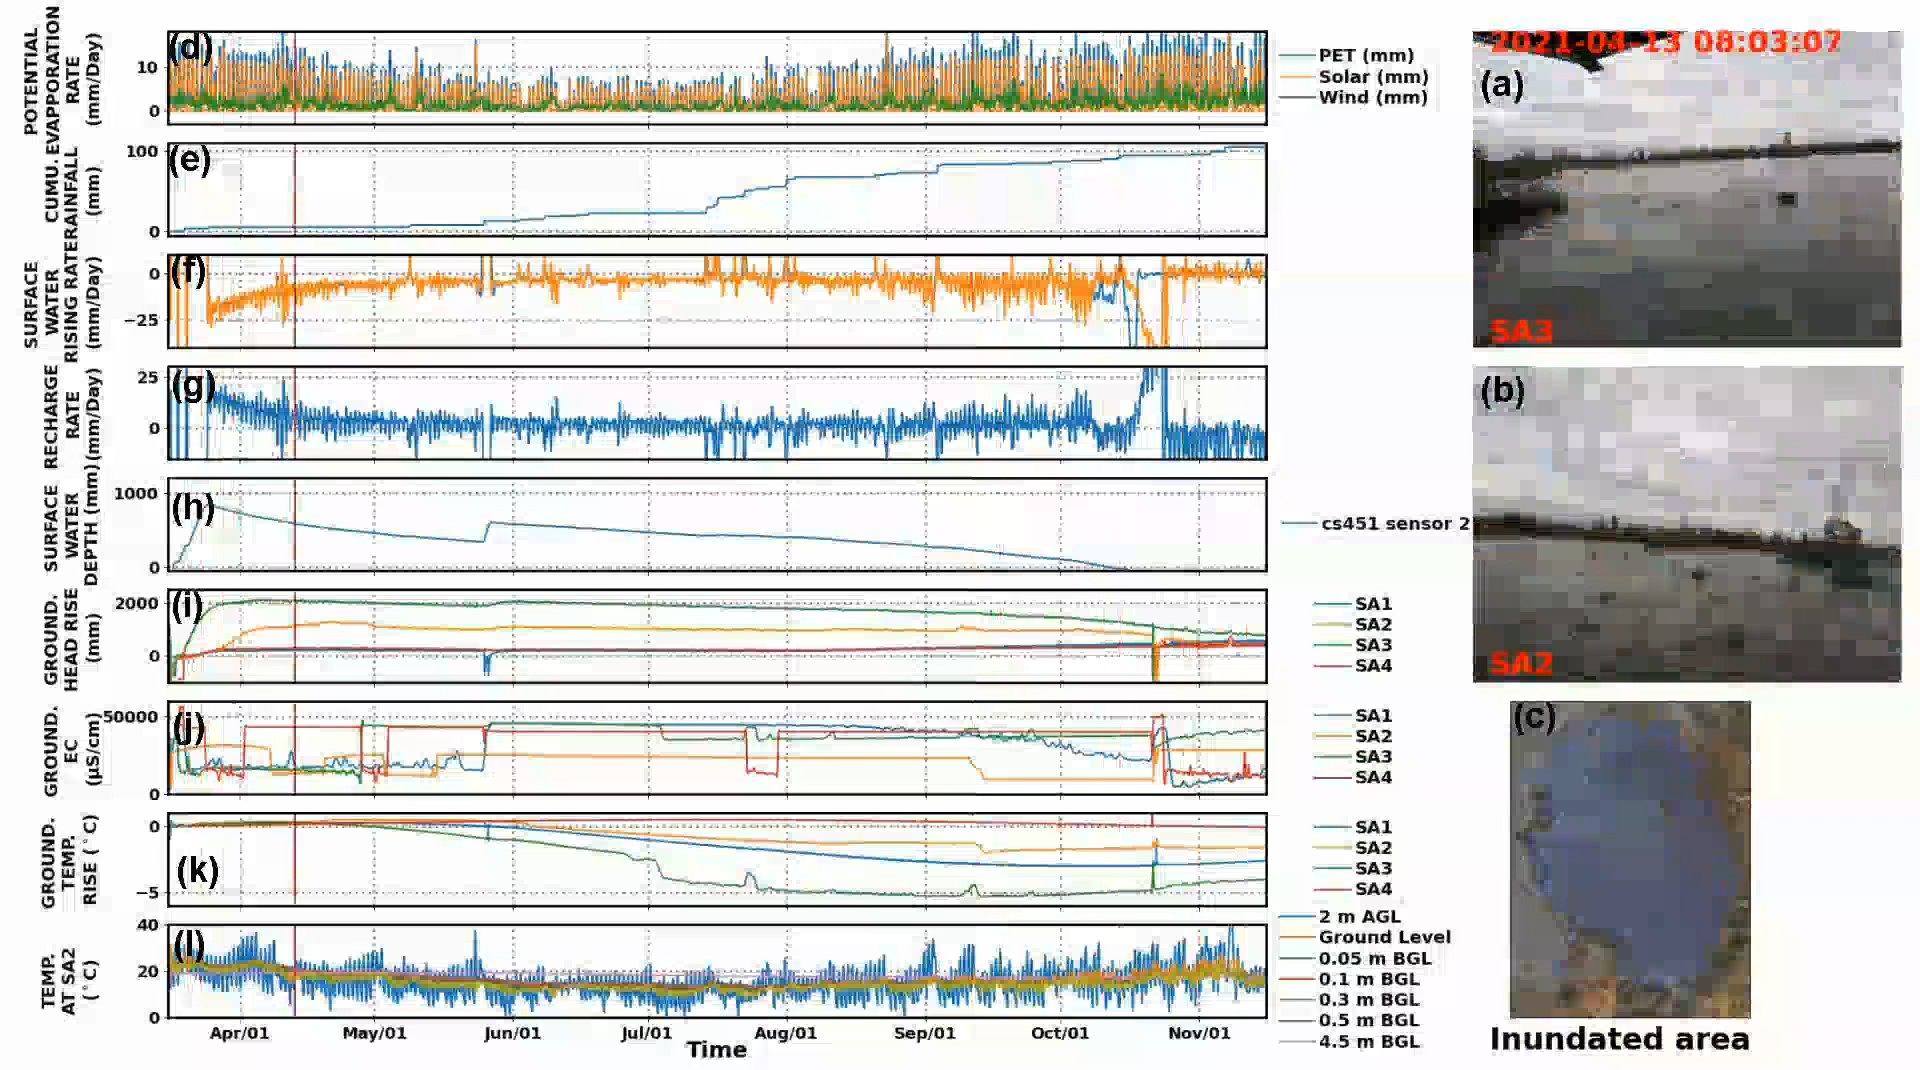 POTENTIAL
EVAPORATION
RATE
(mm/Day)
(d)
10
0
PET (mm)
Solar (mm)
Wind (mm)
CUMU.
RAINFALL
(mm)
(e)
100
0
SURFACE
WATER
RISING RATE
(mm/Day)
(f)
0
−25
RECHARGE
RATE
(mm/Day)
(g)
25
0
SURFACE
WATER
DEPTH (mm)
(h)
1000
0
cs451 sensor 2
GROUND.
HEAD RISE
(mm)
(i)
2000
0
SA1
SA2
SA3
SA4
GROUND.
EC
(µS/cm)
(j)
50000
0
SA1
SA2
SA3
SA4
GROUND.
TEMP.
RISE (°C)
(k)
0
−5
SA1
SA2
SA3
SA4
TEMP.
AT SA2
(°C)
(l)
40
20
0
2 m AGL
Ground Level
0.05 m BGL
0.1 m BGL
0.3 m BGL
0.5 m BGL
4.5 m BGL
Apr/01 May/01 Jun/01 Jul/01 Aug/01 Sep/01 Oct/01 Nov/01
Time
2021-04-13 08:03:07
(a)
SA3
(b)
SA2
(c)
Inundated area